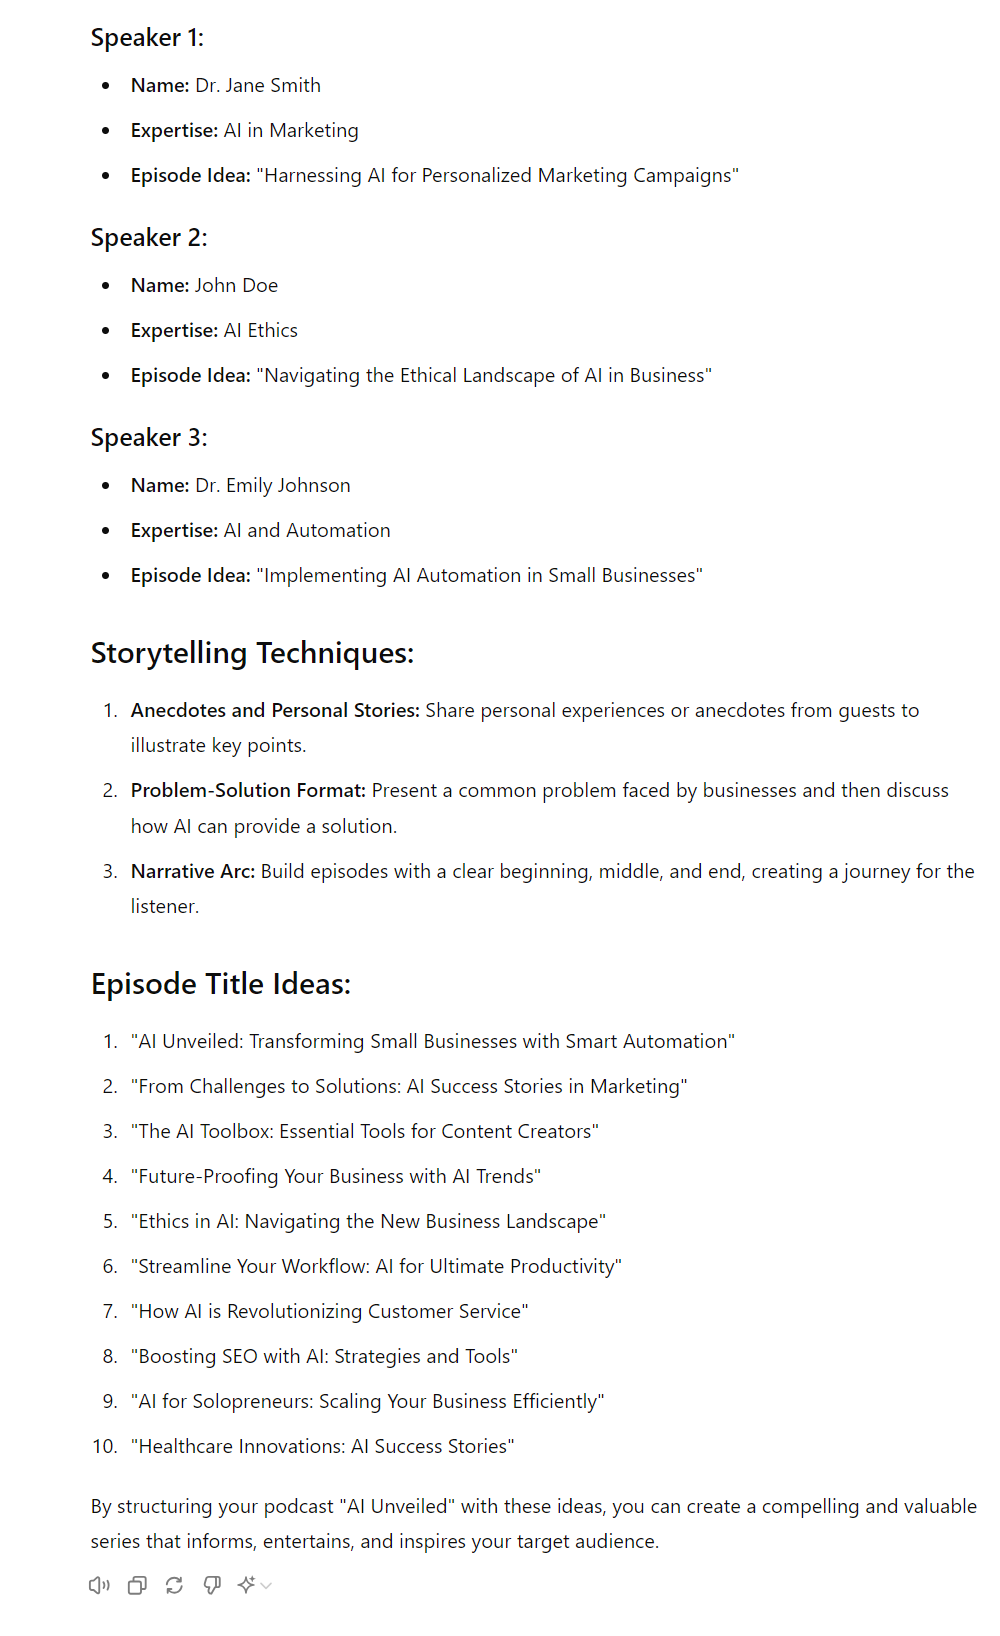 Speaker 1:
• Name: Dr. Jane Smith
• Expertise: AI in Marketing
• Episode Idea: "Harnessing AI for Personalized Marketing Campaigns"
Speaker 2:
• Name: John Doe
• Expertise: AI Ethics
• Episode Idea: "Navigating the Ethical Landscape of AI in Business"
Speaker 3:
• Name: Dr. Emily Johnson
• Expertise: AI and Automation
• Episode Idea: "Implementing AI Automation in Small Businesses"
Storytelling Techniques:
1. Anecdotes and Personal Stories: Share personal experiences or anecdotes from guests to
illustrate key points.
2. Problem-Solution Format: Present a common problem faced by businesses and then discuss
how AI can provide a solution.
3. Narrative Arc: Build episodes with a clear beginning, middle, and end, creating a journey for the
listener.
Episode Title Ideas:
1. "AI Unveiled: Transforming Small Businesses with Smart Automation"
2. "From Challenges to Solutions: AI Success Stories in Marketing"
3. "The AI Toolbox: Essential Tools for Content Creators"
4. "Future-Proofing Your Business with AI Trends"
5. "Ethics in AI: Navigating the New Business Landscape"
6. "Streamline Your Workflow: AI for Ultimate Productivity"
7. "How AI is Revolutionizing Customer Service"
8. "Boosting SEO with AI: Strategies and Tools"
9. "AI for Solopreneurs: Scaling Your Business Efficiently"
10. "Healthcare Innovations: AI Success Stories"
By structuring your podcast "AI Unveiled" with these ideas, you can create a compelling and valuable
series that informs, entertains, and inspires your target audience.